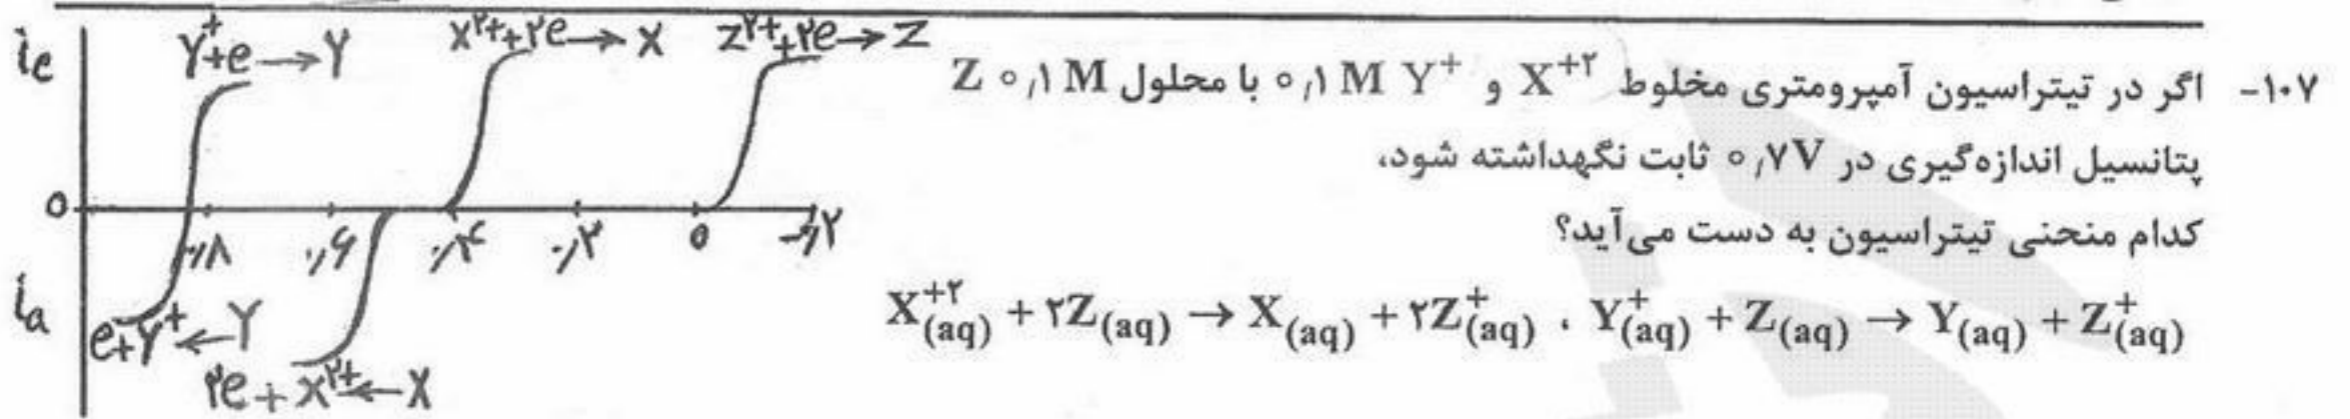 ۱۰۷- اگر در تیتراسیون آمپرومتری مخلوط X⁺² و Y⁺ ۰٫۱ M با محلول Z ۰٫۱ M
پتانسیل اندازه‌گیری در ۰٫۷V ثابت نگهداشته شود،
کدام منحنی تیتراسیون به دست می‌آید؟
X⁺²(aq) + ۲Z(aq) → X(aq) + ۲Z⁺(aq) ، Y⁺(aq) + Z(aq) → Y(aq) + Z⁺(aq)
ic
Y⁺+e→Y
X²⁺+۲e→X
Z²⁺+۲e→Z
0
۰٫۸ ۰٫۶ ۰٫۴ ۰٫۲ ۰ -۰٫۲
ia
e+Y⁺←Y
۲e+X²⁺←X